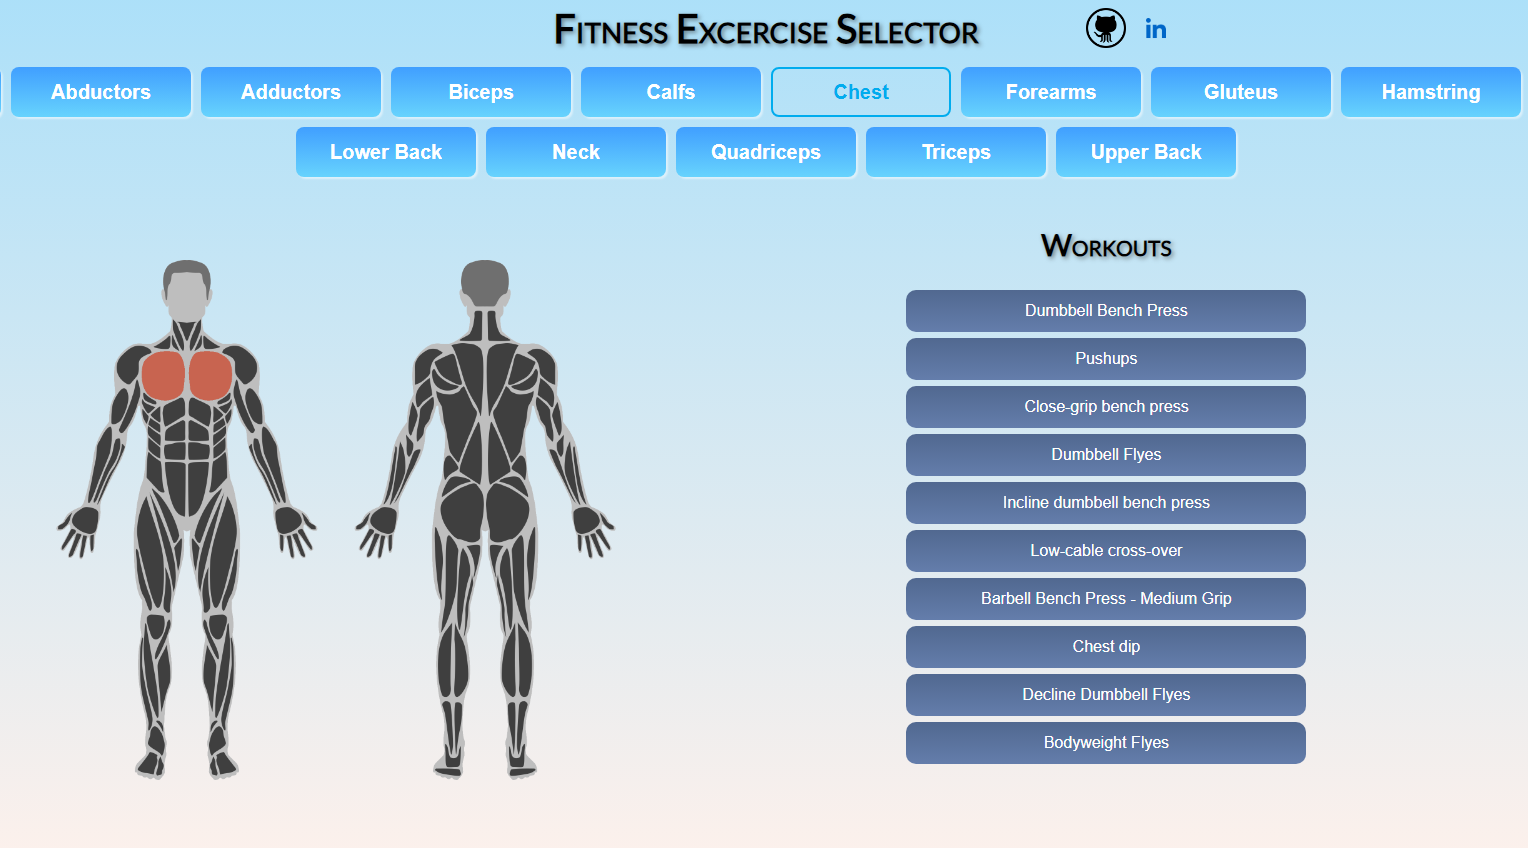 Fitness Excercise Selector
in
Abductors Adductors Biceps Calfs Chest Forearms Gluteus Hamstring
Lower Back Neck Quadriceps Triceps Upper Back
Workouts
Dumbbell Bench Press
Pushups
Close-grip bench press
Dumbbell Flyes
Incline dumbbell bench press
Low-cable cross-over
Barbell Bench Press - Medium Grip
Chest dip
Decline Dumbbell Flyes
Bodyweight Flyes